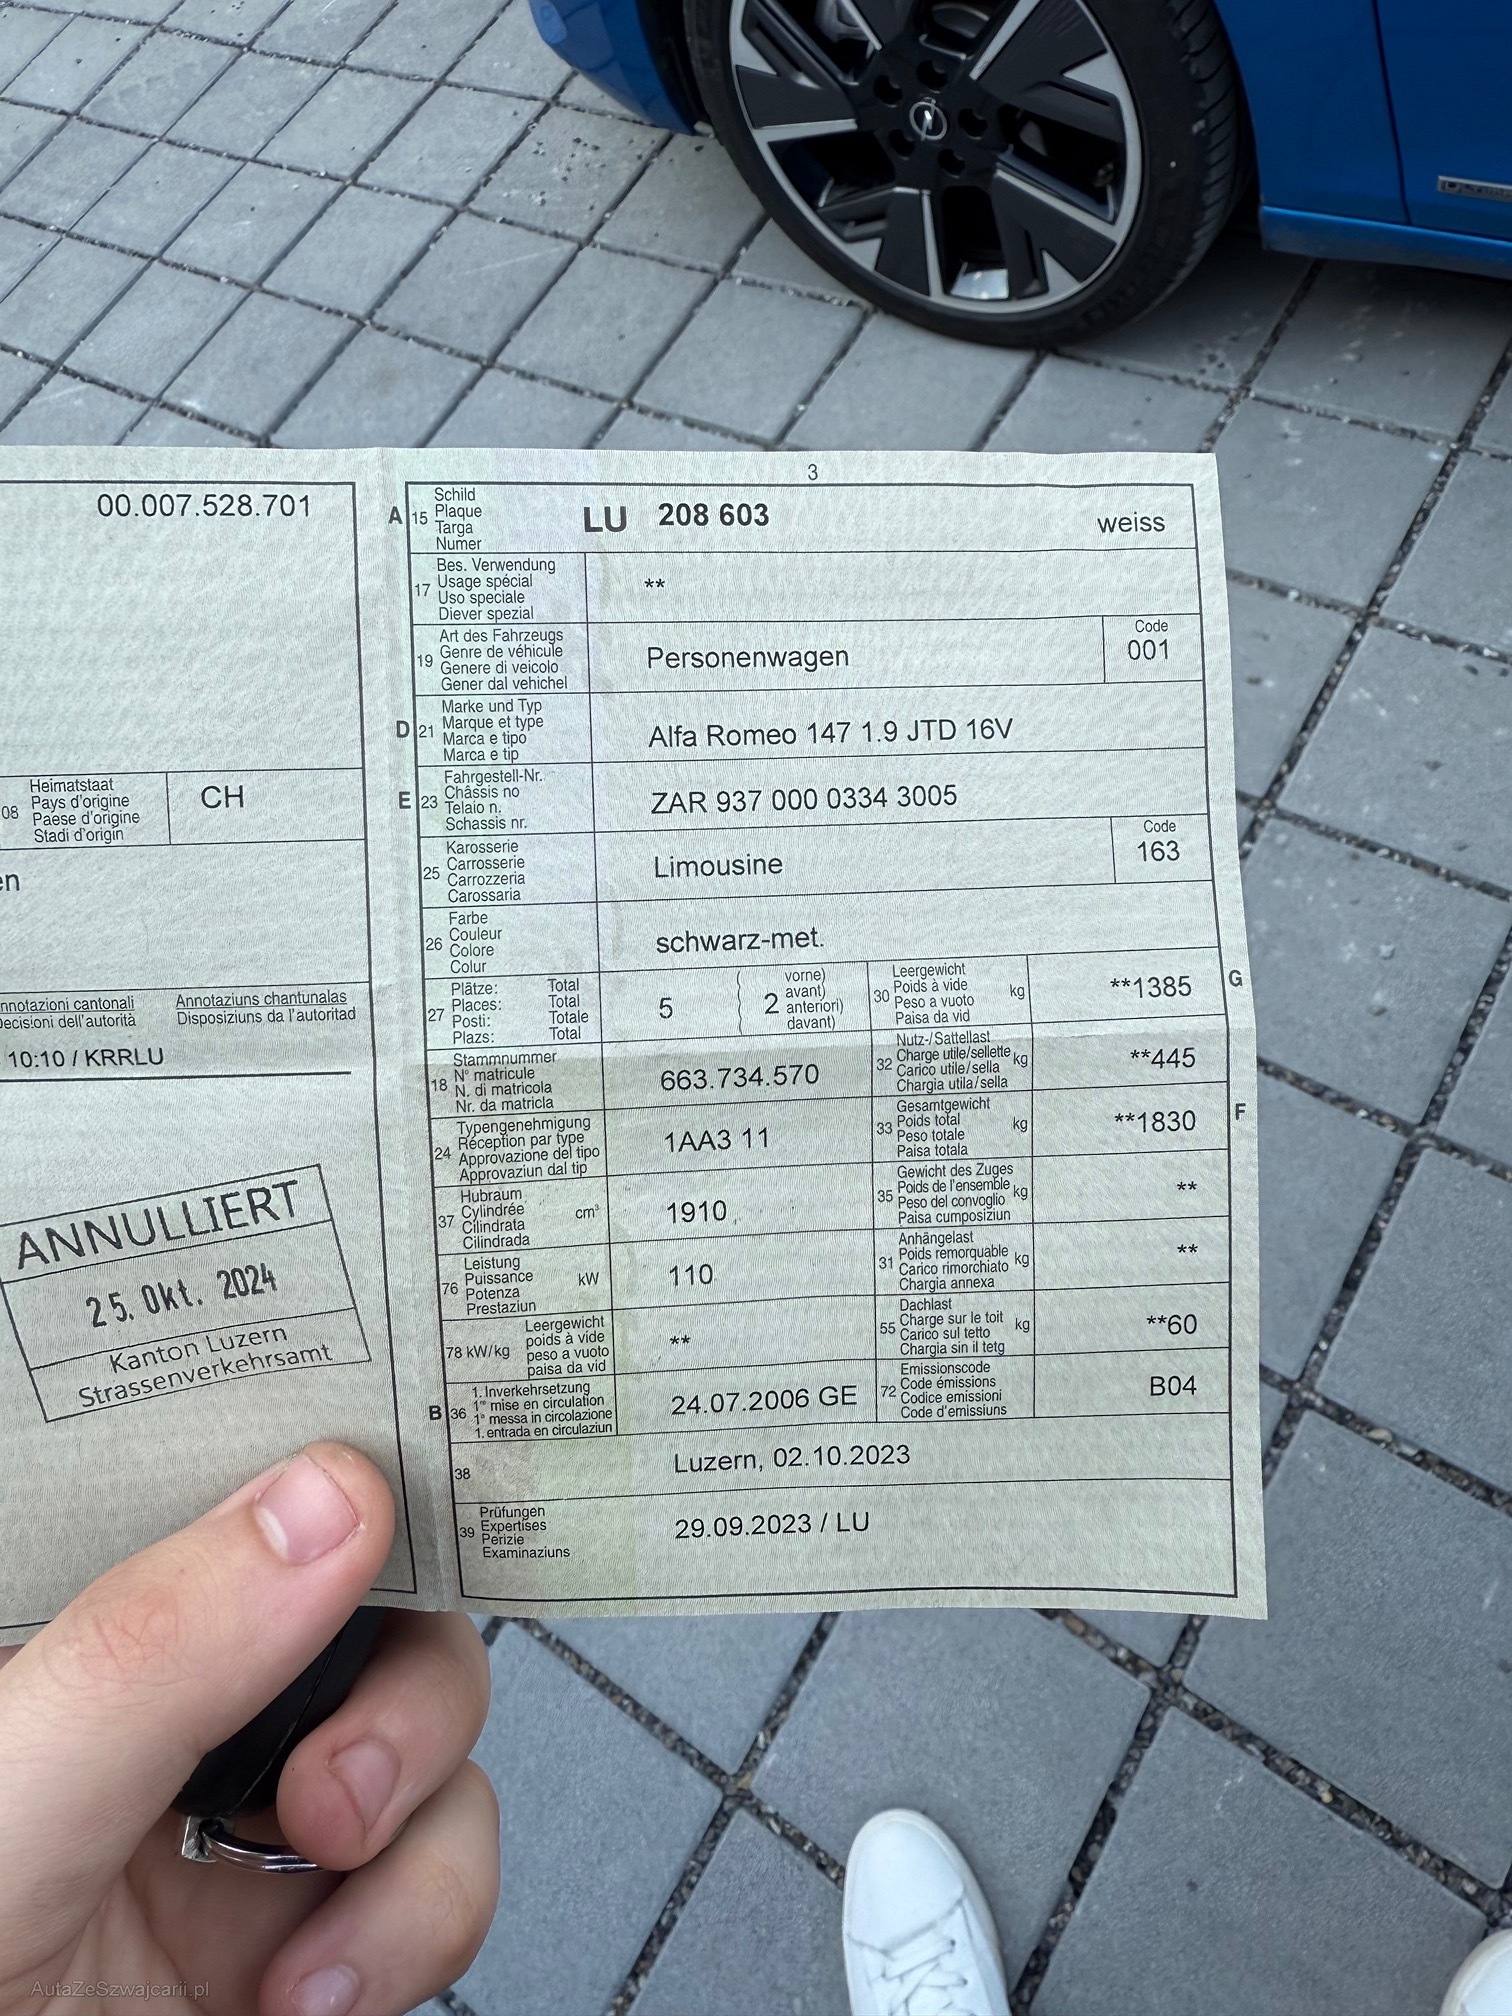 3
00.007.528.701
08 Heimatstaat
Pays d'origine
Paese d'origine
Stadi d'origin
CH
en
nnotazioni cantonali Annotaziuns chantunalas
Decisioni dell'autorità Disposiziuns da l'autoritad
10:10 / KRRLU
ANNULLIERT
25. Okt. 2024
Kanton Luzern
Strassenverkehrsamt
A 15 Schild
Plaque
Targa
Numer
LU 208 603 weiss
17 Bes. Verwendung
Usage spécial
Uso speciale
Diever spezial
**
19 Art des Fahrzeugs
Genre de véhicule
Genere di veicolo
Gener dal vehichel
Personenwagen
Code
001
D 21 Marke und Typ
Marque et type
Marca e tipo
Marca e tip
Alfa Romeo 147 1.9 JTD 16V
E 23 Fahrgestell-Nr.
Châssis no
Telaio n.
Schassis nr.
ZAR 937 000 0334 3005
25 Karosserie
Carrosserie
Carrozzeria
Carossaria
Limousine
Code
163
26 Farbe
Couleur
Colore
Colur
schwarz-met.
27 Plätze: Total
Places: Total
Posti: Totale
Plazs: Total
5
( 2 vorne)
avant)
anteriori)
davant)
30 Leergewicht
Poids à vide
Peso a vuoto
Paisa da vid
kg
**1385
G
18 Stammnummer
N° matricule
N. di matricola
Nr. da matricla
663.734.570
32 Nutz-/Sattellast
Charge utile/sellette
Carico utile/sella
Chargia utila/sella
kg
**445
24 Typengenehmigung
Réception par type
Approvazione del tipo
Approvaziun dal tip
1AA3 11
33 Gesamtgewicht
Poids total
Peso totale
Paisa totala
kg
**1830
F
37 Hubraum
Cylindrée
Cilindrata
Cilindrada
cm³
1910
35 Gewicht des Zuges
Poids de l'ensemble
Peso del convoglio
Paisa cumposiziun
kg
**
76 Leistung
Puissance
Potenza
Prestaziun
kW
110
31 Anhängelast
Poids remorquable
Carico rimorchiato
Chargia annexa
kg
**
78 kW/kg
Leergewicht
poids à vide
peso a vuoto
paisa da vid
**
55 Dachlast
Charge sur le toit
Carico sul tetto
Chargia sin il tetg
kg
**60
B 36 1. Inverkehrsetzung
1re mise en circulation
1a messa in circolazione
1. entrada en circulaziun
24.07.2006 GE
72 Emissionscode
Code émissions
Codice emissioni
Code d'emissiuns
B04
38
Luzern, 02.10.2023
39 Prüfungen
Expertises
Perizie
Examinaziuns
29.09.2023 / LU
AutaZeSzwajcarii.pl